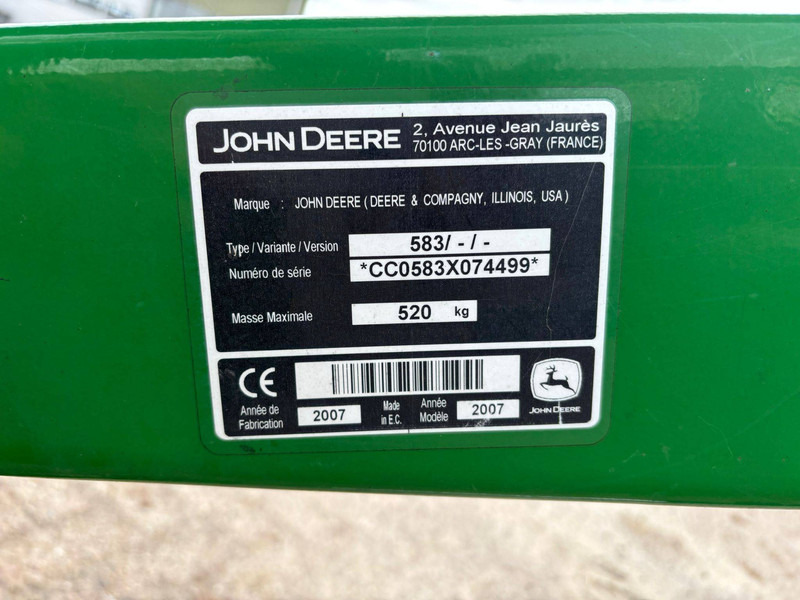 JOHN DEERE
2, Avenue Jean Jaurès
70100 ARC-LES -GRAY (FRANCE)
Marque : JOHN DEERE ( DEERE & COMPAGNY, ILLINOIS, USA )
Type / Variante / Version 583/ - / -
Numéro de série *CC0583X074499*
Masse Maximale 520 kg
CE
Année de Fabrication 2007
Made in E.C.
Année Modèle 2007
JOHN DEERE